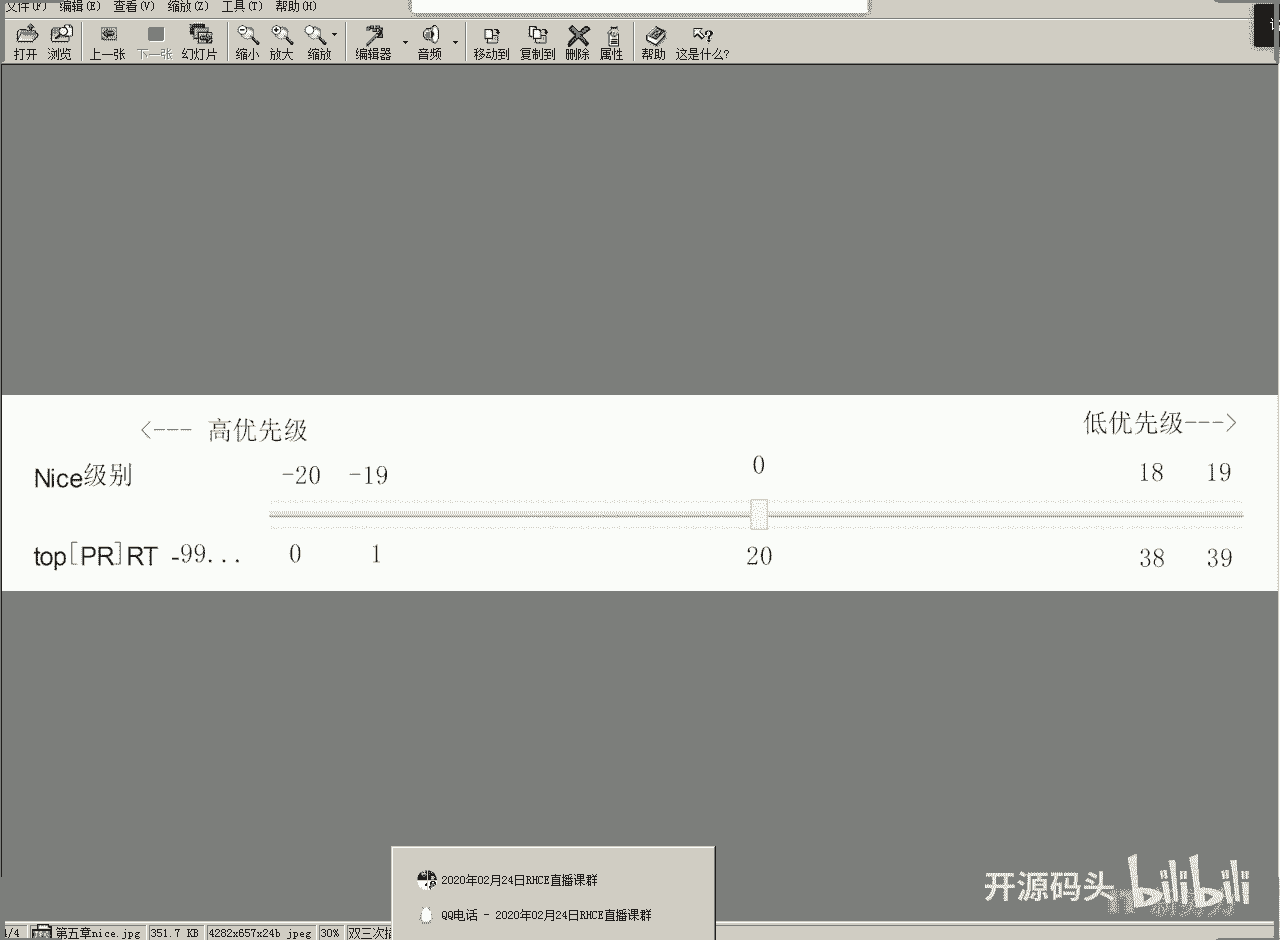 文件(F) 编辑(E) 查看(V) 缩放(Z) 工具(T) 帮助(H)
打开 浏览 上一张 下一张 幻灯片 缩小 放大 缩放 编辑器 音频 移动到 复制到 删除 属性 帮助 这是什么?
<--- 高优先级 低优先级--->
Nice级别 -20 -19 0 18 19
top[PR]RT -99... 0 1 20 38 39
2020年02月24日RHCE直播课群
QQ电话 - 2020年02月24日RHCE直播课群
开源码头 bilibili
4/4 第五章nice.jpg 351.7 KB 4282x657x24b jpeg 30% 双三次插